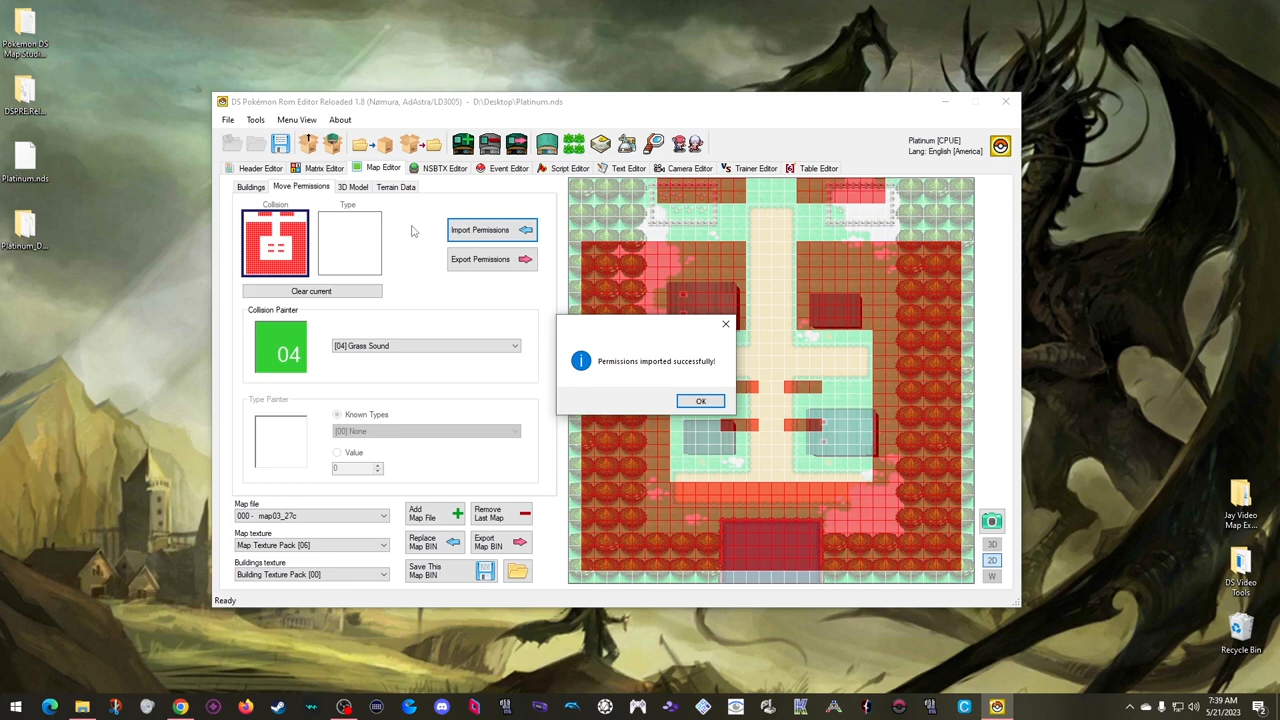 Pokemon DS
Map Studi...
DSPRE.Rel...
Platinum.nds
Platinum_D...
DS Pokémon Rom Editor Reloaded 1.8 (Nømura, AdAstra/LD3005) - D:\Desktop\Platinum.nds
File Tools Menu View About
Platinum [CPUE]
Lang: English [America]
Header Editor Matrix Editor Map Editor NSBTX Editor Event Editor Script Editor Text Editor Camera Editor Trainer Editor Table Editor
Buildings Move Permissions 3D Model Terrain Data
Collision Type
Import Permissions
Export Permissions
Clear current
Collision Painter
04
[04] Grass Sound
Type Painter
Known Types
[00] None
Value
0
Permissions imported successfully!
OK
Map file
000 - map03_27c
Map texture
Map Texture Pack [06]
Buildings texture
Building Texture Pack [00]
Add
Map File
Remove
Last Map
Replace
Map BIN
Export
Map BIN
Save This
Map BIN
3D
2D
W
Ready
Jay Video
Map Ex...
DS Video
Tools
Recycle Bin
7:39 AM
5/21/2023
2